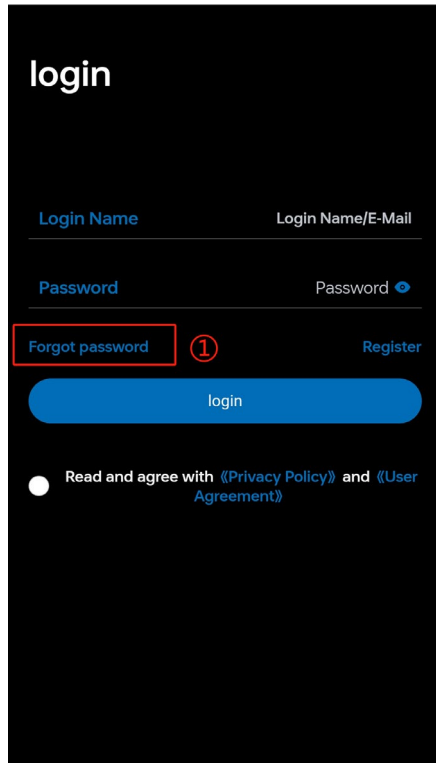 login
Login Name Login Name/E-Mail
Password Password
Forgot password ① Register
login
Read and agree with 《Privacy Policy》 and 《User
Agreement》